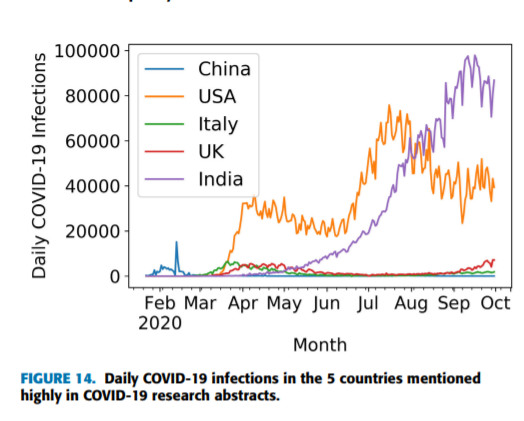 100000
80000
60000
40000
20000
0
Daily COVID-19 Infections
China
USA
Italy
UK
India
Feb Mar Apr May Jun Jul Aug Sep Oct
2020
Month
FIGURE 14. Daily COVID-19 infections in the 5 countries mentioned
highly in COVID-19 research abstracts.